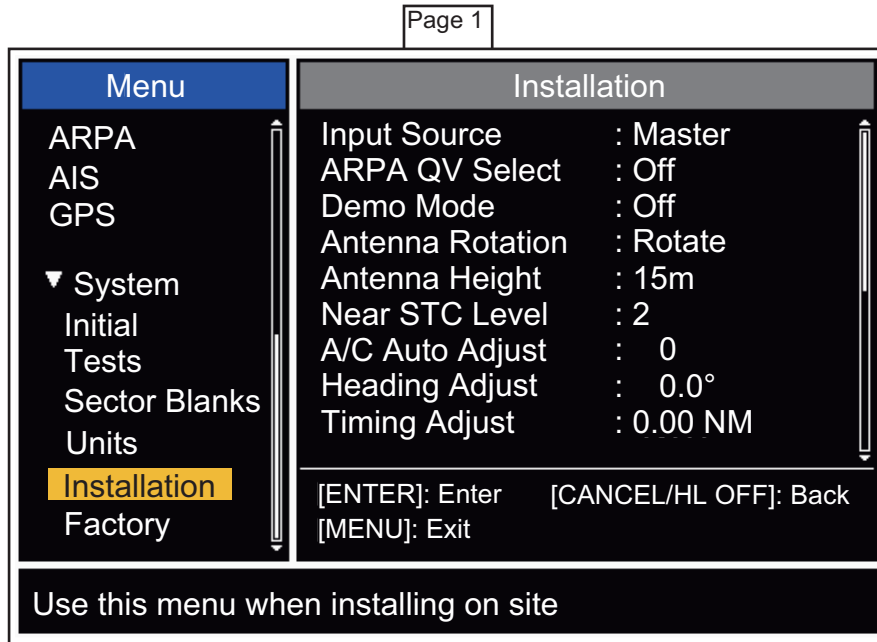 Page 1
Menu
ARPA
AIS
GPS
▼ System
Initial
Tests
Sector Blanks
Units
Installation
Factory
Installation
Input Source : Master
ARPA QV Select : Off
Demo Mode : Off
Antenna Rotation : Rotate
Antenna Height : 15m
Near STC Level : 2
A/C Auto Adjust : 0
Heading Adjust : 0.0°
Timing Adjust : 0.00 NM
[ENTER]: Enter [CANCEL/HL OFF]: Back
[MENU]: Exit
Use this menu when installing on site